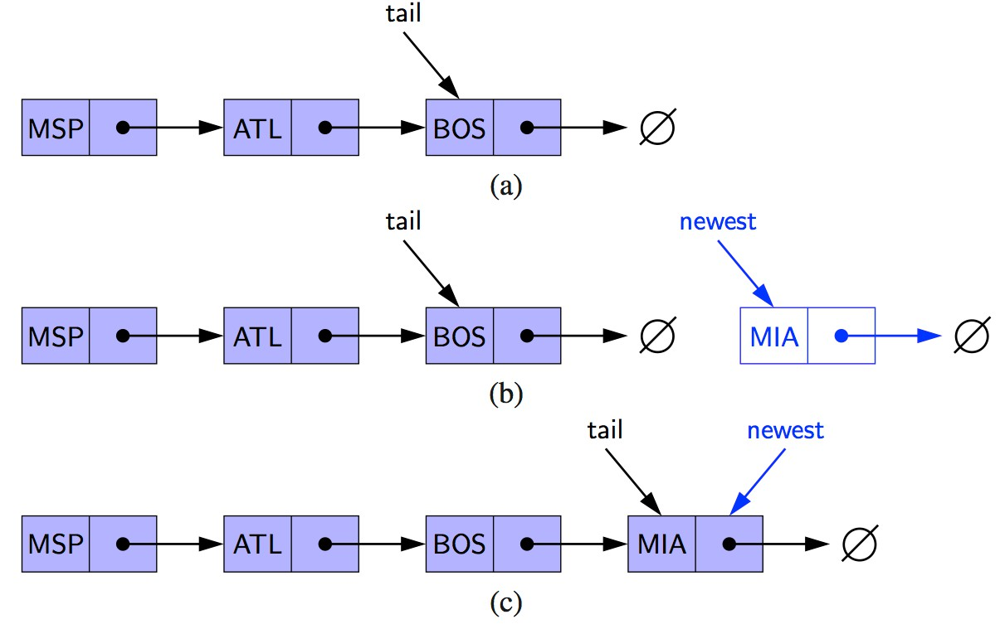 tail
MSP ATL BOS ∅
(a)
tail newest
MSP ATL BOS ∅ MIA ∅
(b)
tail newest
MSP ATL BOS MIA ∅
(c)